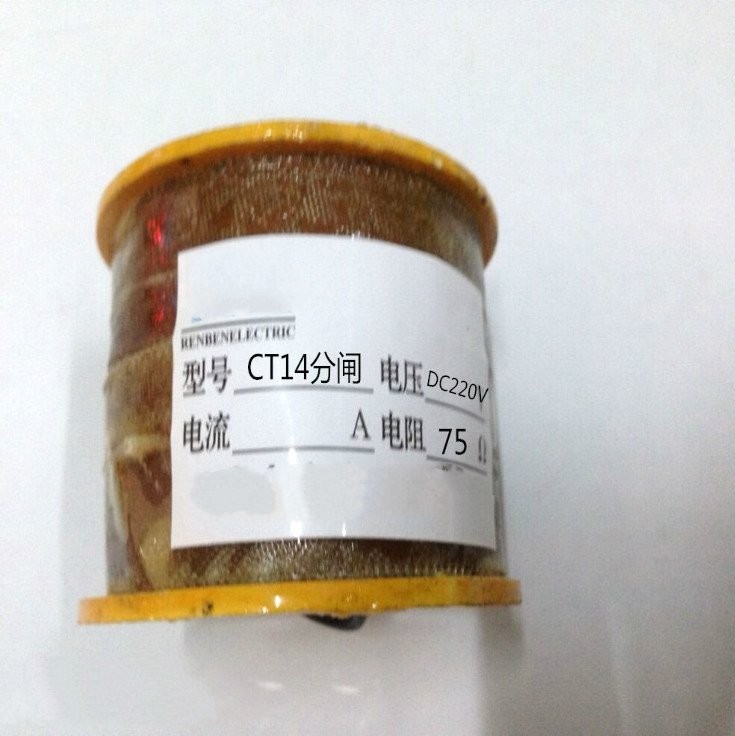 RENBENELECTRIC
型号 CT14分闸 电压 DC220V
电流 A 电阻 75 Ω